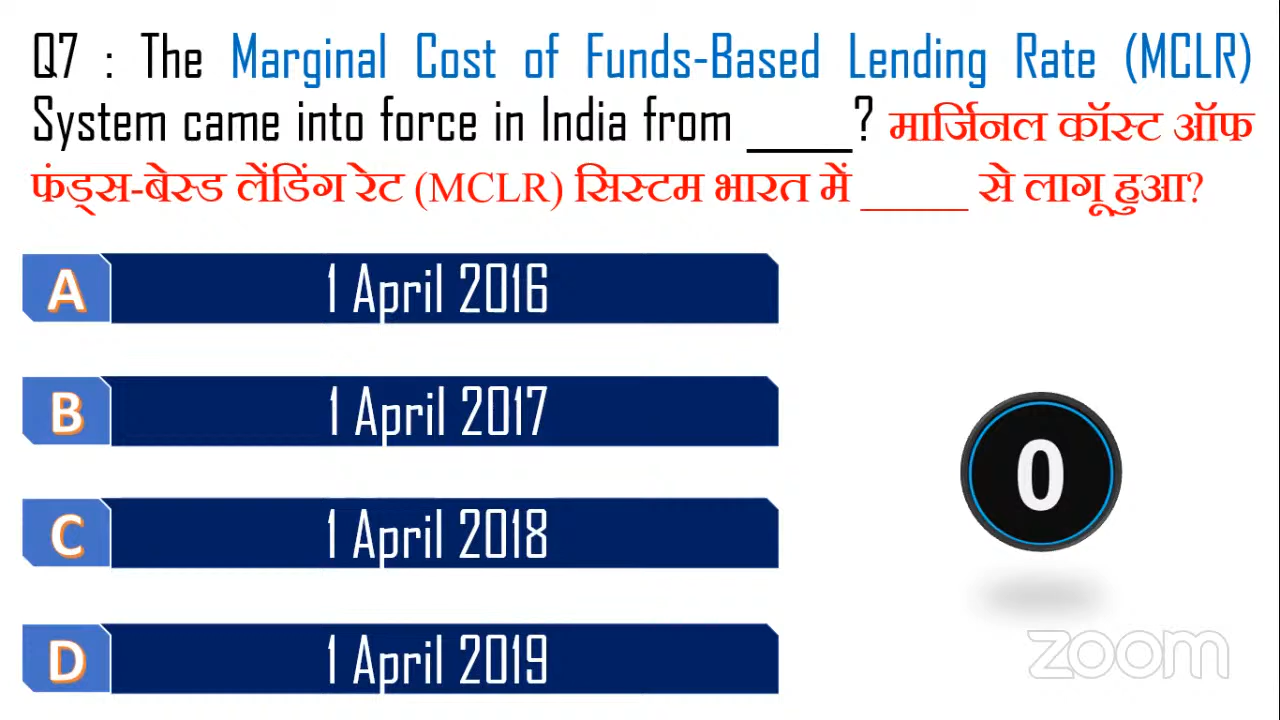 Q7 : The Marginal Cost of Funds-Based Lending Rate (MCLR)
System came into force in India from _____? मार्जिनल कॉस्ट ऑफ
फंड्स-बेस्ड लेंडिंग रेट (MCLR) सिस्टम भारत में _____ से लागू हुआ?
A 1 April 2016
B 1 April 2017
C 1 April 2018
0
D 1 April 2019
zoom